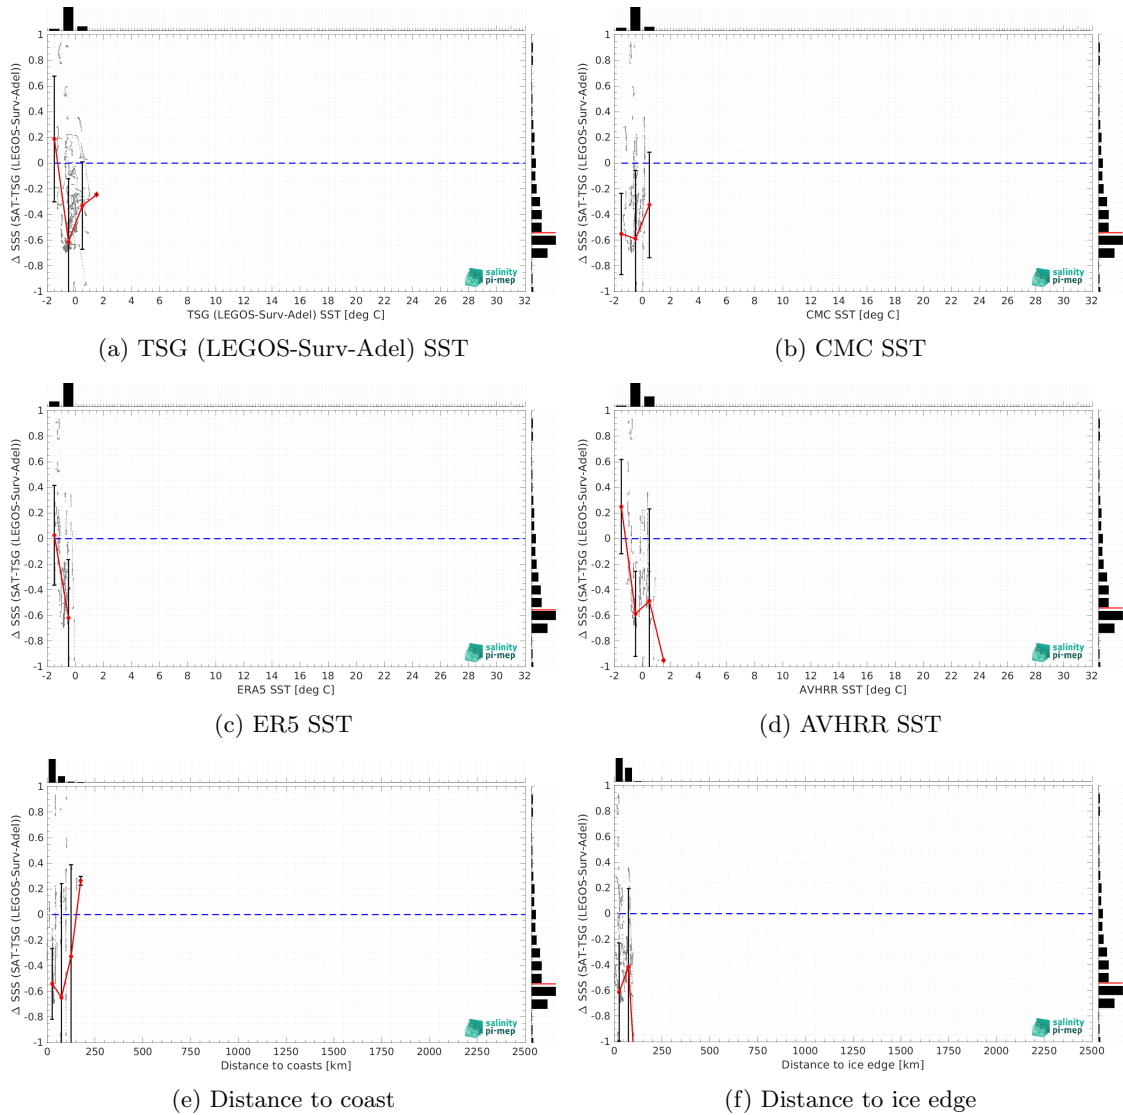 1
0.8
0.6
0.4
0.2
0
-0.2
-0.4
-0.6
-0.8
-1
Δ SSS (SAT-TSG (LEGOS-Surv-Adel))
salinity
pi-mep
-2 0 2 4 6 8 10 12 14 16 18 20 22 24 26 28 30 32
TSG (LEGOS-Surv-Adel) SST [deg C]
(a) TSG (LEGOS-Surv-Adel) SST
1
0.8
0.6
0.4
0.2
0
-0.2
-0.4
-0.6
-0.8
-1
Δ SSS (SAT-TSG (LEGOS-Surv-Adel))
salinity
pi-mep
-2 0 2 4 6 8 10 12 14 16 18 20 22 24 26 28 30 32
CMC SST [deg C]
(b) CMC SST
1
0.8
0.6
0.4
0.2
0
-0.2
-0.4
-0.6
-0.8
-1
Δ SSS (SAT-TSG (LEGOS-Surv-Adel))
salinity
pi-mep
-2 0 2 4 6 8 10 12 14 16 18 20 22 24 26 28 30 32
ERA5 SST [deg C]
(c) ER5 SST
1
0.8
0.6
0.4
0.2
0
-0.2
-0.4
-0.6
-0.8
-1
Δ SSS (SAT-TSG (LEGOS-Surv-Adel))
salinity
pi-mep
-2 0 2 4 6 8 10 12 14 16 18 20 22 24 26 28 30 32
AVHRR SST [deg C]
(d) AVHRR SST
1
0.8
0.6
0.4
0.2
0
-0.2
-0.4
-0.6
-0.8
-1
Δ SSS (SAT-TSG (LEGOS-Surv-Adel))
salinity
pi-mep
0 250 500 750 1000 1250 1500 1750 2000 2250 2500
Distance to coasts [km]
(e) Distance to coast
1
0.8
0.6
0.4
0.2
0
-0.2
-0.4
-0.6
-0.8
-1
Δ SSS (SAT-TSG (LEGOS-Surv-Adel))
salinity
pi-mep
0 250 500 750 1000 1250 1500 1750 2000 2250 2500
Distance to ice edge [km]
(f) Distance to ice edge